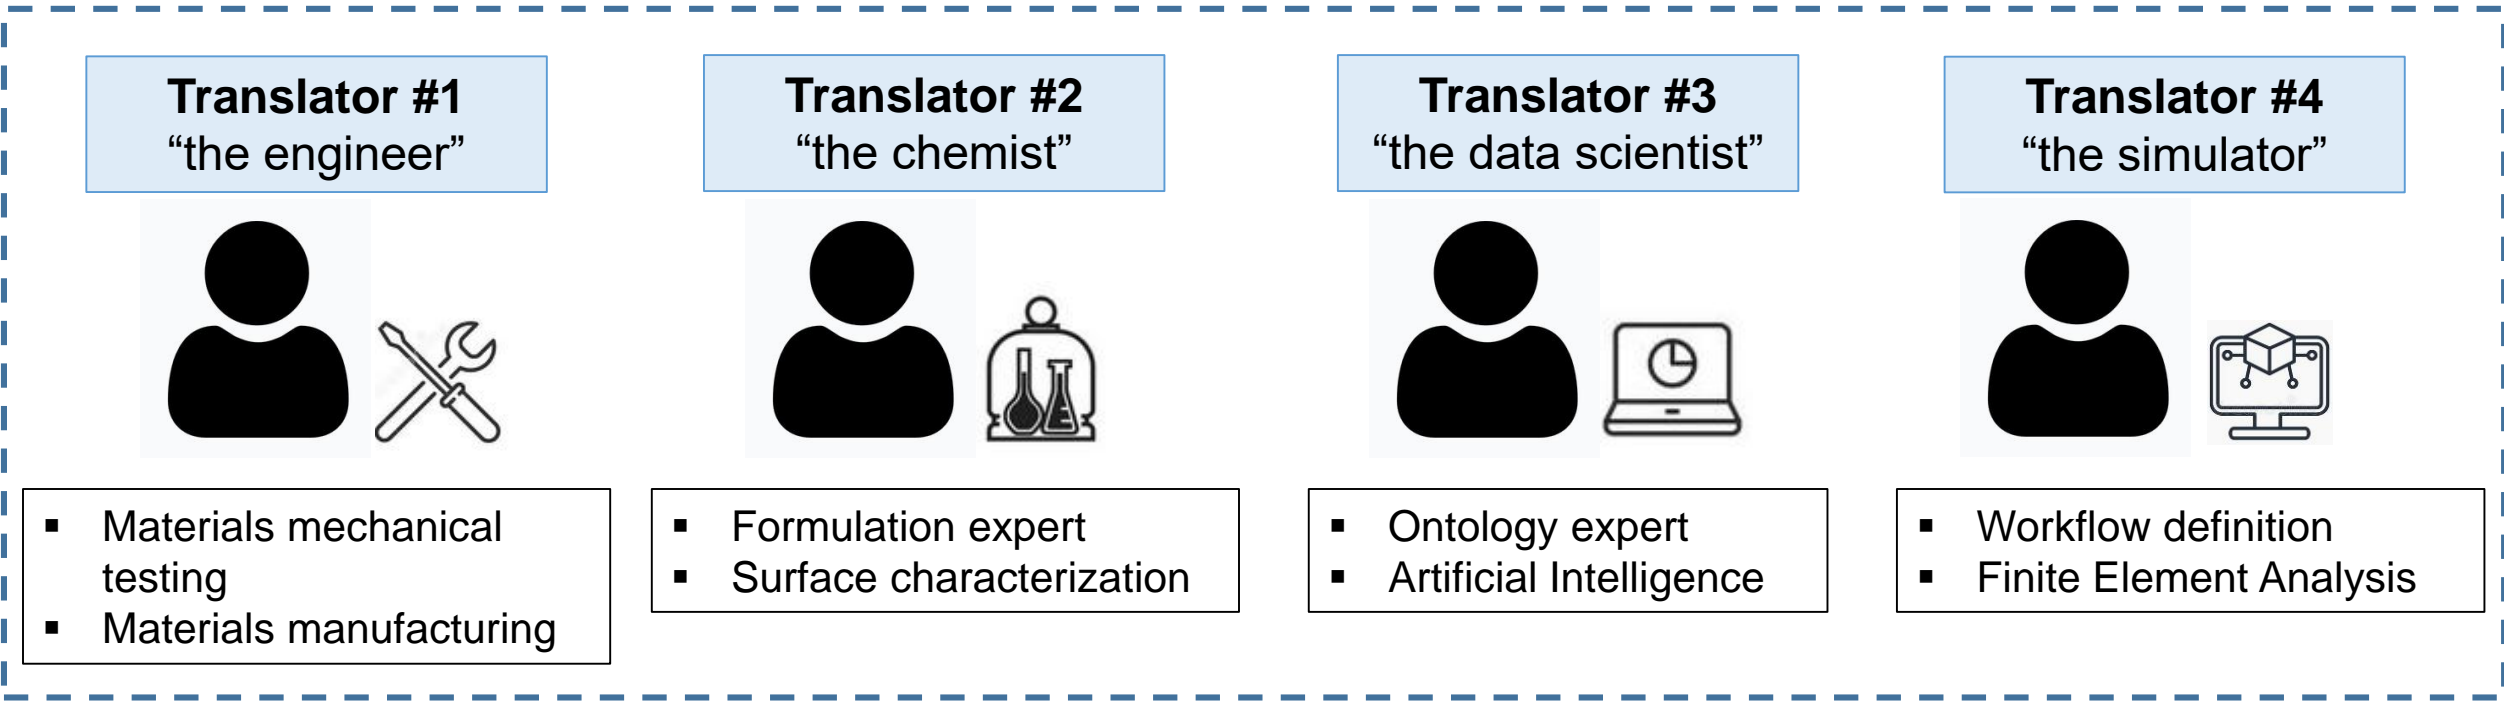 Translator #1
“the engineer”
▪ Materials mechanical
testing
▪ Materials manufacturing
Translator #2
“the chemist”
▪ Formulation expert
▪ Surface characterization
Translator #3
“the data scientist”
▪ Ontology expert
▪ Artificial Intelligence
Translator #4
“the simulator”
▪ Workflow definition
▪ Finite Element Analysis